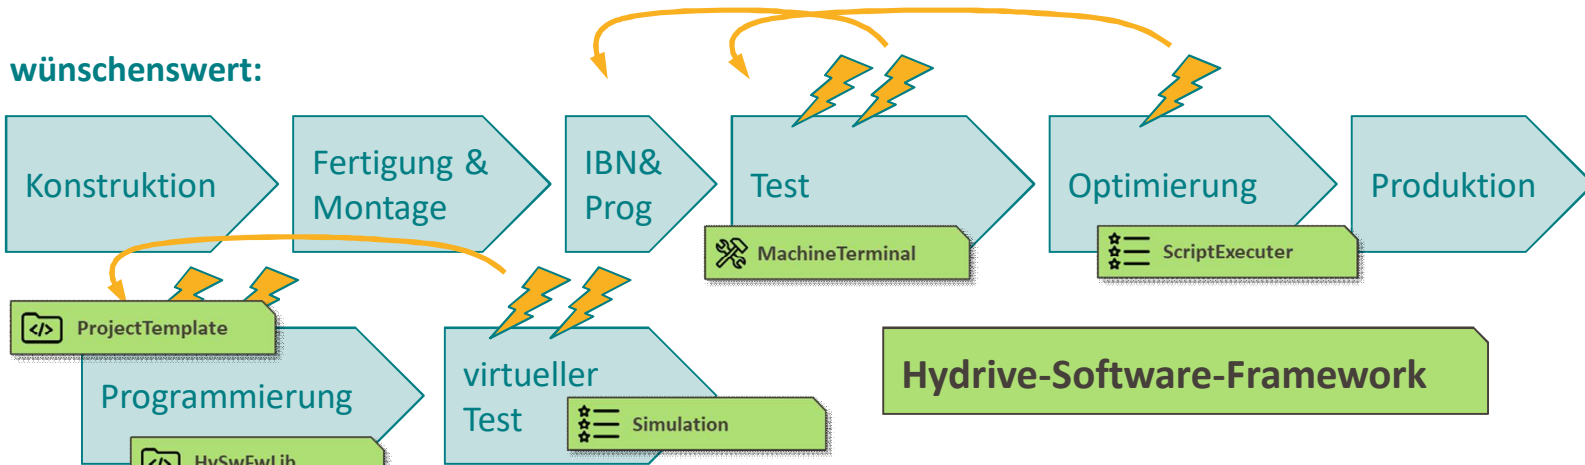 wünschenswert:
Konstruktion
Fertigung &
Montage
IBN&
Prog
Test
Optimierung
Produktion
MachineTerminal
ScriptExecuter
ProjectTemplate
Programmierung
virtueller
Test
Simulation
Hydrive-Software-Framework
HySwFwLib